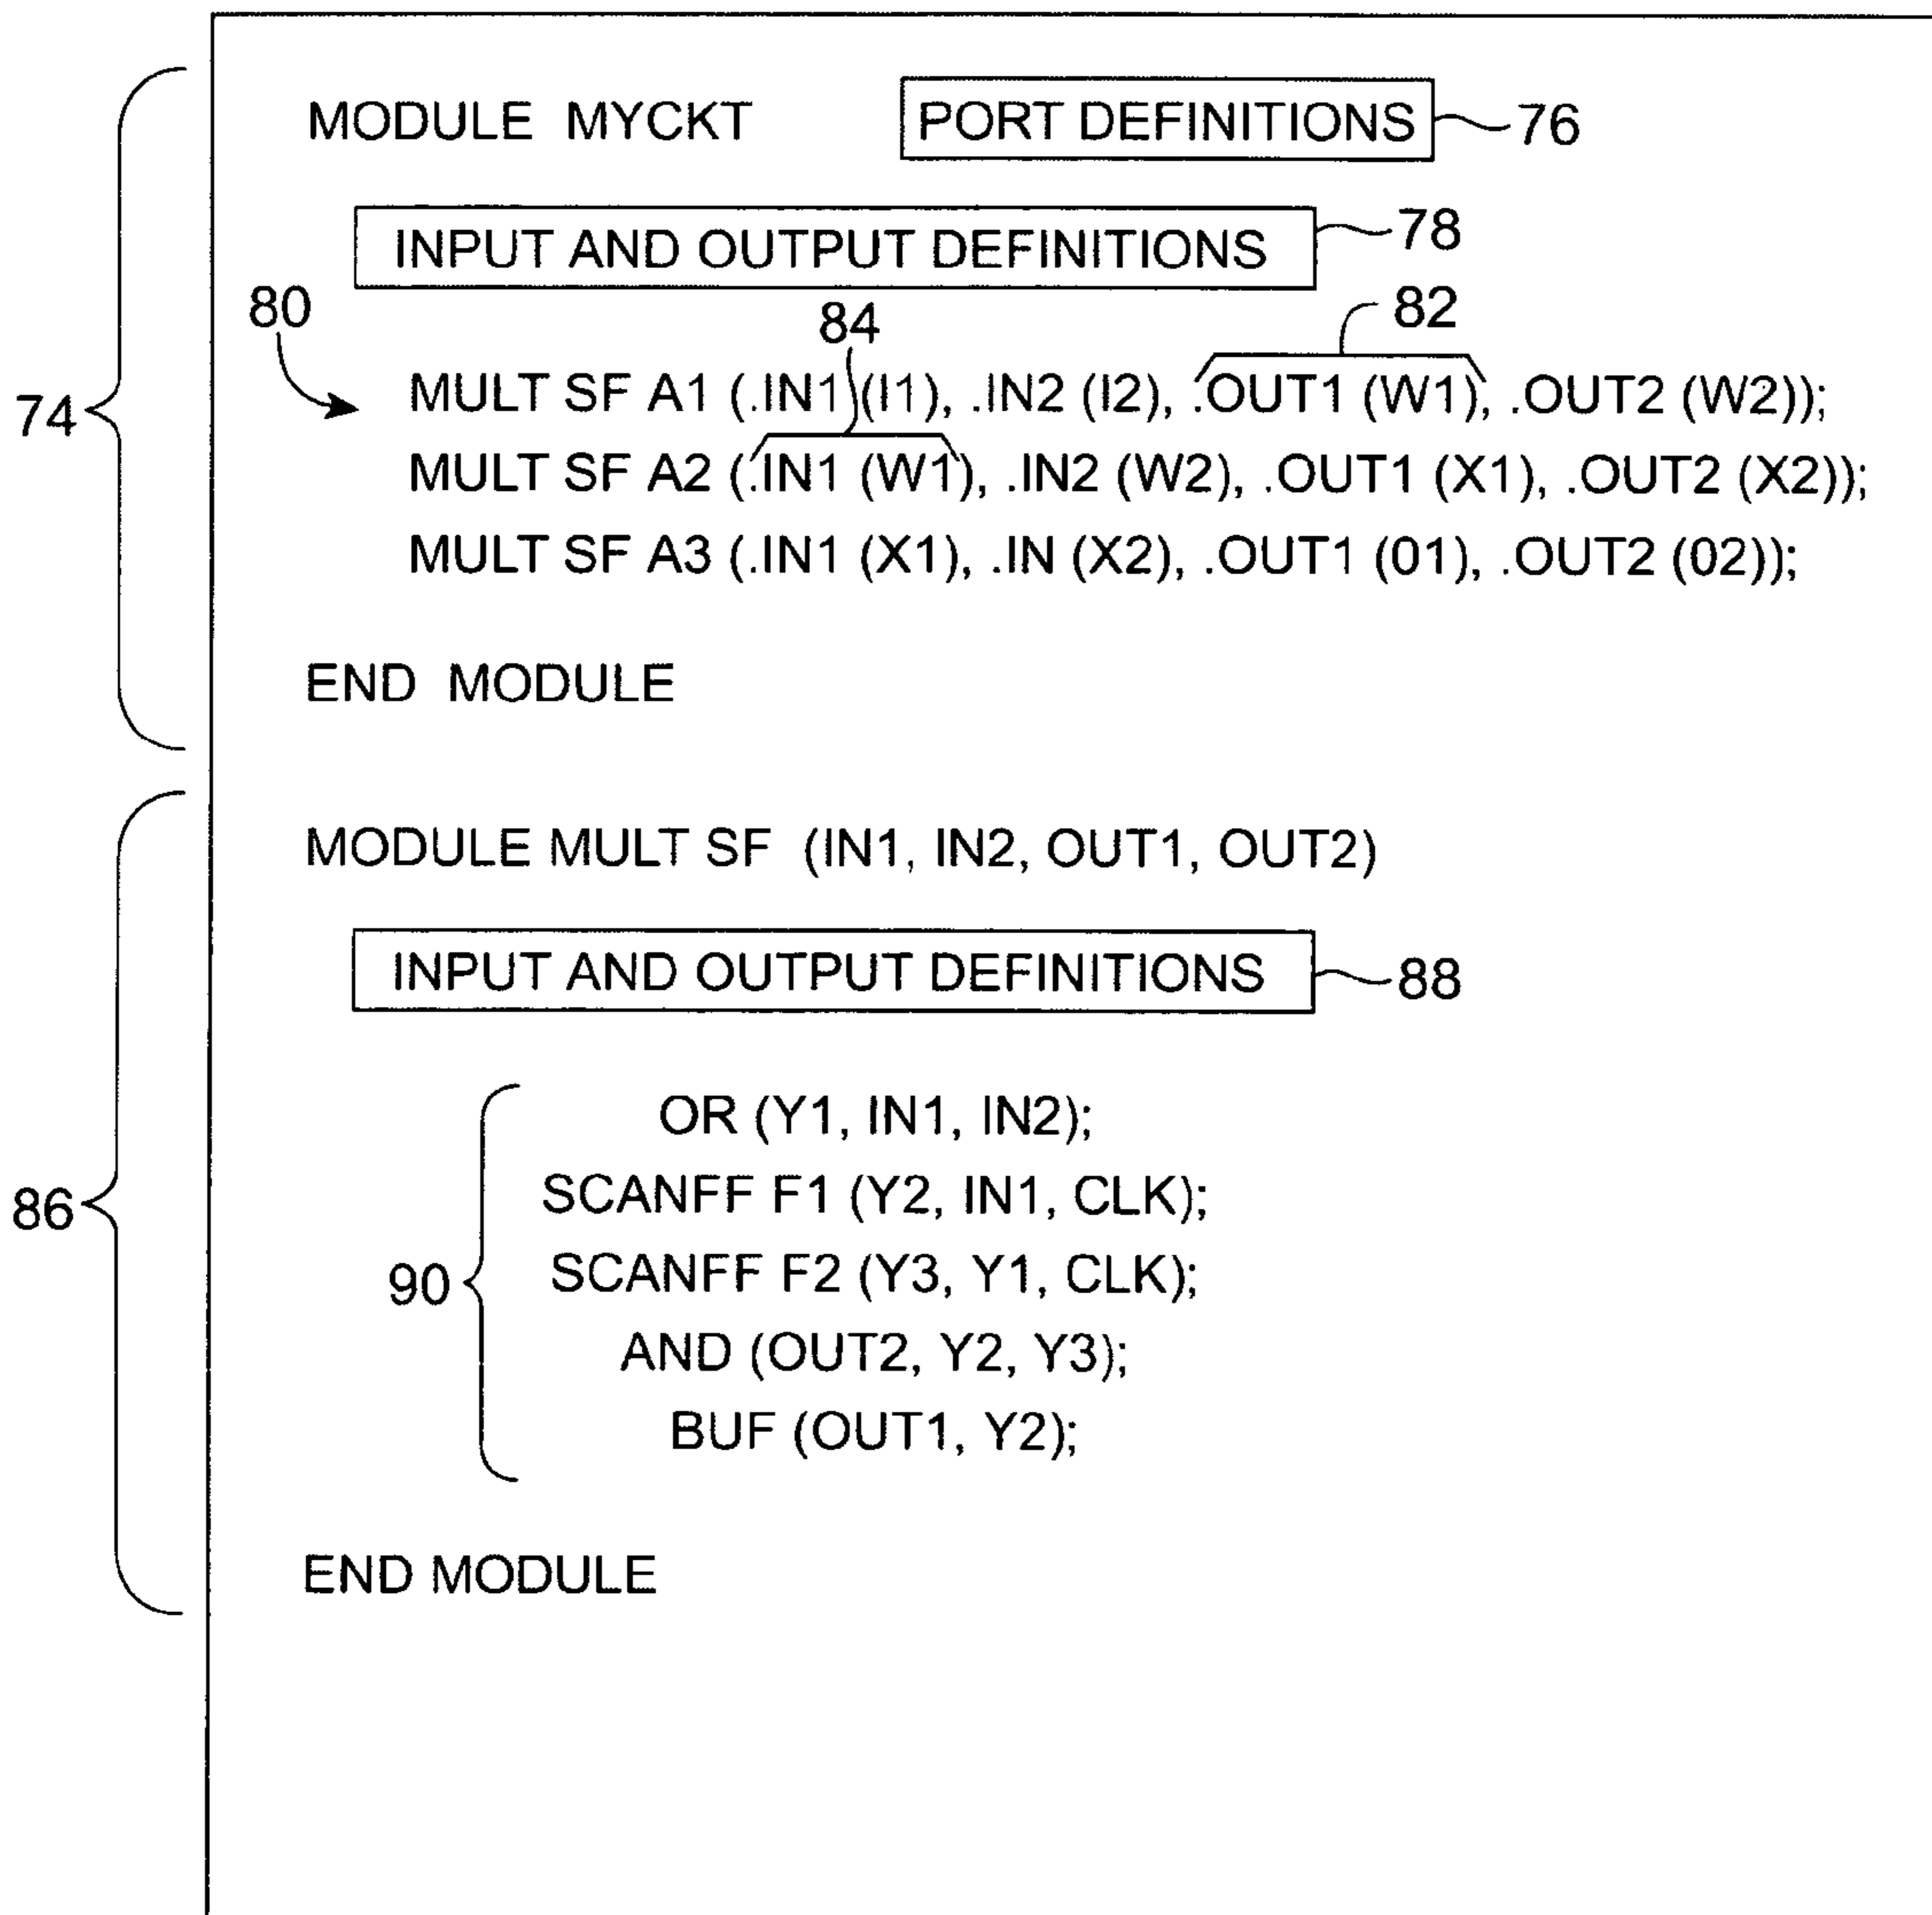 MODULE MYCKT PORT DEFINITIONS 76
INPUT AND OUTPUT DEFINITIONS 78
80 84 82
74
MULT SF A1 (.IN1 (I1), .IN2 (I2), .OUT1 (W1), .OUT2 (W2));
MULT SF A2 (.IN1 (W1), .IN2 (W2), .OUT1 (X1), .OUT2 (X2));
MULT SF A3 (.IN1 (X1), .IN (X2), .OUT1 (01), .OUT2 (02));
END MODULE
MODULE MULT SF (IN1, IN2, OUT1, OUT2)
INPUT AND OUTPUT DEFINITIONS 88
86
90
OR (Y1, IN1, IN2);
SCANFF F1 (Y2, IN1, CLK);
SCANFF F2 (Y3, Y1, CLK);
AND (OUT2, Y2, Y3);
BUF (OUT1, Y2);
END MODULE